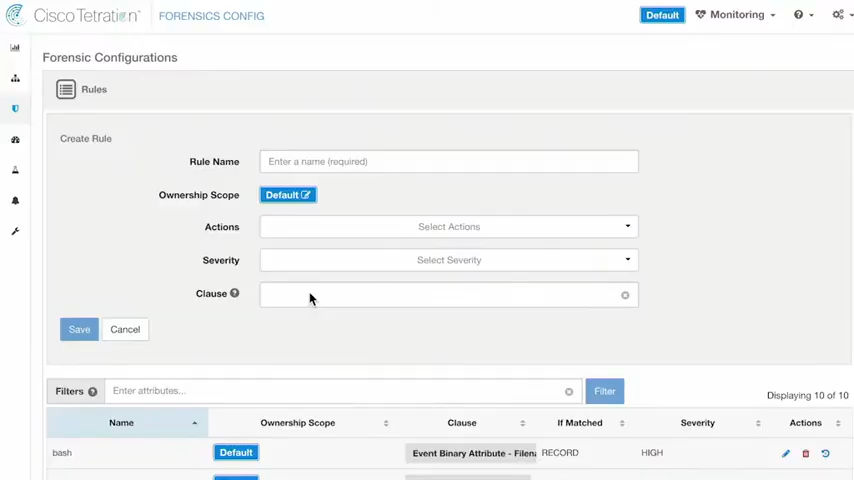 Cisco Tetration™ FORENSICS CONFIG Default Monitoring
Forensic Configurations
Rules
Create Rule
Rule Name Enter a name (required)
Ownership Scope Default
Actions Select Actions
Severity Select Severity
Clause
Save Cancel
Filters Enter attributes... Filter Displaying 10 of 10
Name Ownership Scope Clause If Matched Severity Actions
bash Default Event Binary Attribute - Filena RECORD HIGH